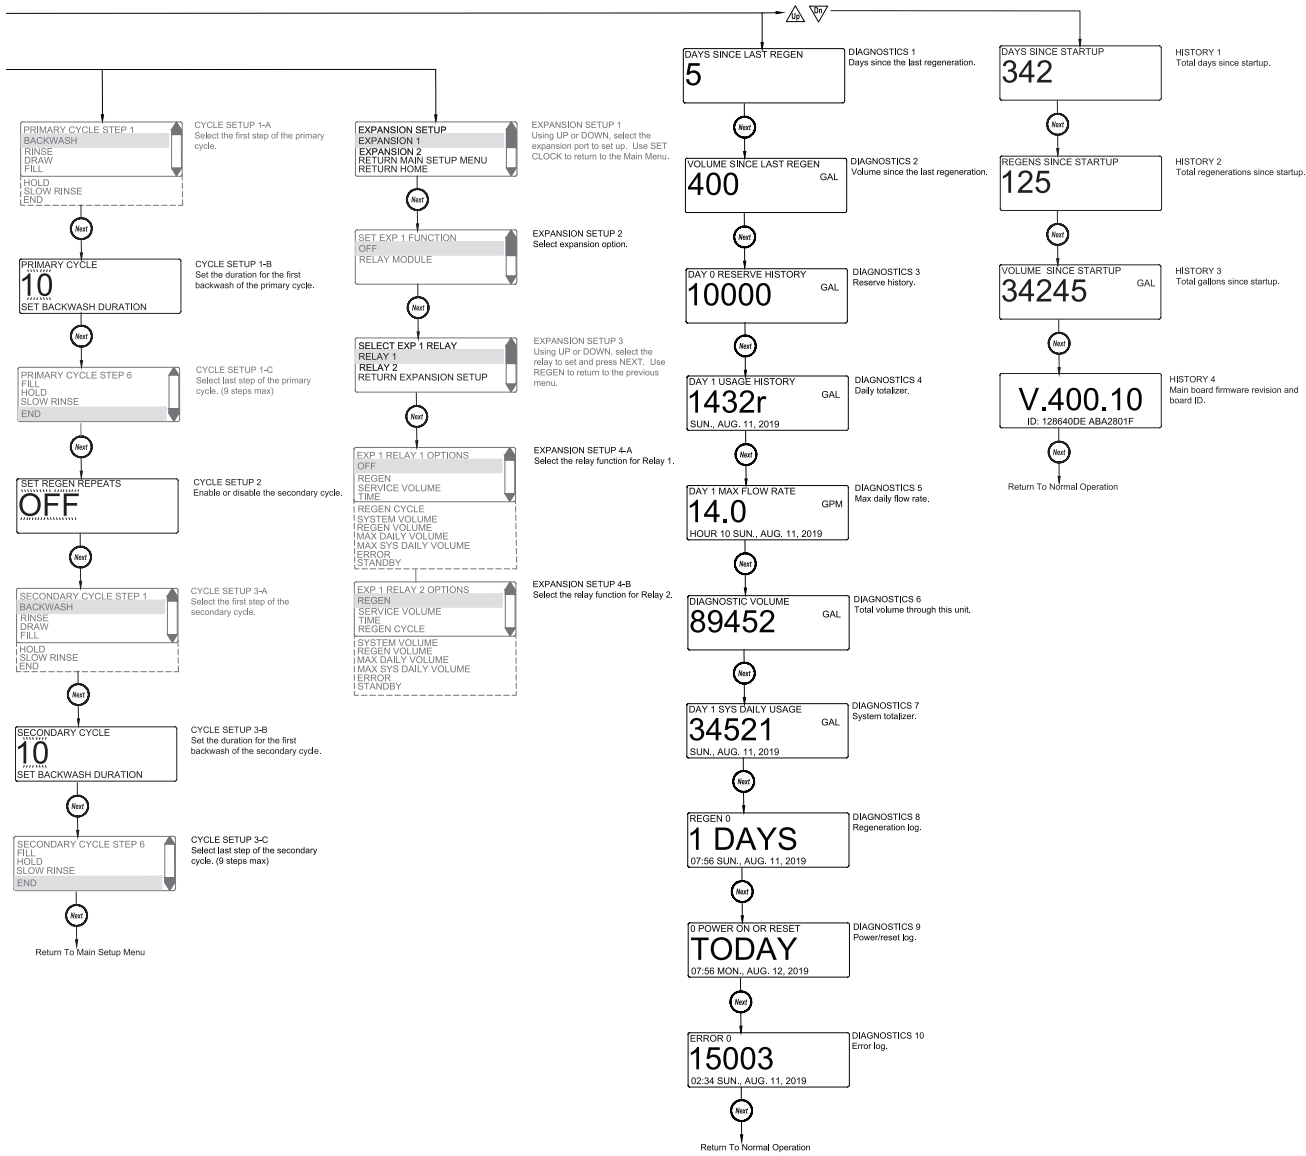 Up
Dn
PRIMARY CYCLE STEP 1
BACKWASH
RINSE
DRAW
FILL
HOLD
SLOW RINSE
END
CYCLE SETUP 1-A
Select the first step of the primary
cycle.
Next
PRIMARY CYCLE
10
SET BACKWASH DURATION
CYCLE SETUP 1-B
Set the duration for the first
backwash of the primary cycle.
Next
PRIMARY CYCLE STEP 6
FILL
HOLD
SLOW RINSE
END
CYCLE SETUP 1-C
Select last step of the primary
cycle. (9 steps max)
Next
SET REGEN REPEATS
OFF
CYCLE SETUP 2
Enable or disable the secondary cycle.
Next
SECONDARY CYCLE STEP 1
BACKWASH
RINSE
DRAW
FILL
HOLD
SLOW RINSE
END
CYCLE SETUP 3-A
Select the first step of the
secondary cycle.
Next
SECONDARY CYCLE
10
SET BACKWASH DURATION
CYCLE SETUP 3-B
Set the duration for the first
backwash of the secondary cycle.
Next
SECONDARY CYCLE STEP 6
FILL
HOLD
SLOW RINSE
END
CYCLE SETUP 3-C
Select last step of the secondary
cycle. (9 steps max)
Next
Return To Main Setup Menu
EXPANSION SETUP
EXPANSION 1
EXPANSION 2
RETURN MAIN SETUP MENU
RETURN HOME
EXPANSION SETUP 1
Using UP or DOWN, select the
expansion port to set up. Use SET
CLOCK to return to the Main Menu.
Next
SET EXP 1 FUNCTION
OFF
RELAY MODULE
EXPANSION SETUP 2
Select expansion option.
Next
SELECT EXP 1 RELAY
RELAY 1
RELAY 2
RETURN EXPANSION SETUP
EXPANSION SETUP 3
Using UP or DOWN, select the
relay to set and press NEXT. Use
REGEN to return to the previous
menu.
Next
EXP 1 RELAY 1 OPTIONS
OFF
REGEN
SERVICE VOLUME
TIME
REGEN CYCLE
SYSTEM VOLUME
REGEN VOLUME
MAX DAILY VOLUME
MAX SYS DAILY VOLUME
ERROR
STANDBY
EXPANSION SETUP 4-A
Select the relay function for Relay 1.
EXP 1 RELAY 2 OPTIONS
REGEN
SERVICE VOLUME
TIME
REGEN CYCLE
SYSTEM VOLUME
REGEN VOLUME
MAX DAILY VOLUME
MAX SYS DAILY VOLUME
ERROR
STANDBY
EXPANSION SETUP 4-B
Select the relay function for Relay 2.
DAYS SINCE LAST REGEN
5
DIAGNOSTICS 1
Days since the last regeneration.
Next
VOLUME SINCE LAST REGEN
400 GAL
DIAGNOSTICS 2
Volume since the last regeneration.
Next
DAY 0 RESERVE HISTORY
10000 GAL
DIAGNOSTICS 3
Reserve history.
Next
DAY 1 USAGE HISTORY
1432r GAL
SUN., AUG. 11, 2019
DIAGNOSTICS 4
Daily totalizer.
Next
DAY 1 MAX FLOW RATE
14.0 GPM
HOUR 10 SUN., AUG. 11, 2019
DIAGNOSTICS 5
Max daily flow rate.
Next
DIAGNOSTIC VOLUME
89452 GAL
DIAGNOSTICS 6
Total volume through this unit.
Next
DAY 1 SYS DAILY USAGE
34521 GAL
SUN., AUG. 11, 2019
DIAGNOSTICS 7
System totalizer.
Next
REGEN 0
1 DAYS
07:56 SUN., AUG. 11, 2019
DIAGNOSTICS 8
Regeneration log.
Next
0 POWER ON OR RESET
TODAY
07:56 MON., AUG. 12, 2019
DIAGNOSTICS 9
Power/reset log.
Next
ERROR 0
15003
02:34 SUN., AUG. 11, 2019
DIAGNOSTICS 10
Error log.
Next
Return To Normal Operation
DAYS SINCE STARTUP
342
HISTORY 1
Total days since startup.
Next
REGENS SINCE STARTUP
125
HISTORY 2
Total regenerations since startup.
Next
VOLUME SINCE STARTUP
34245 GAL
HISTORY 3
Total gallons since startup.
Next
V.400.10
ID: 128640DE ABA2801F
HISTORY 4
Main board firmware revision and
board ID.
Next
Return To Normal Operation